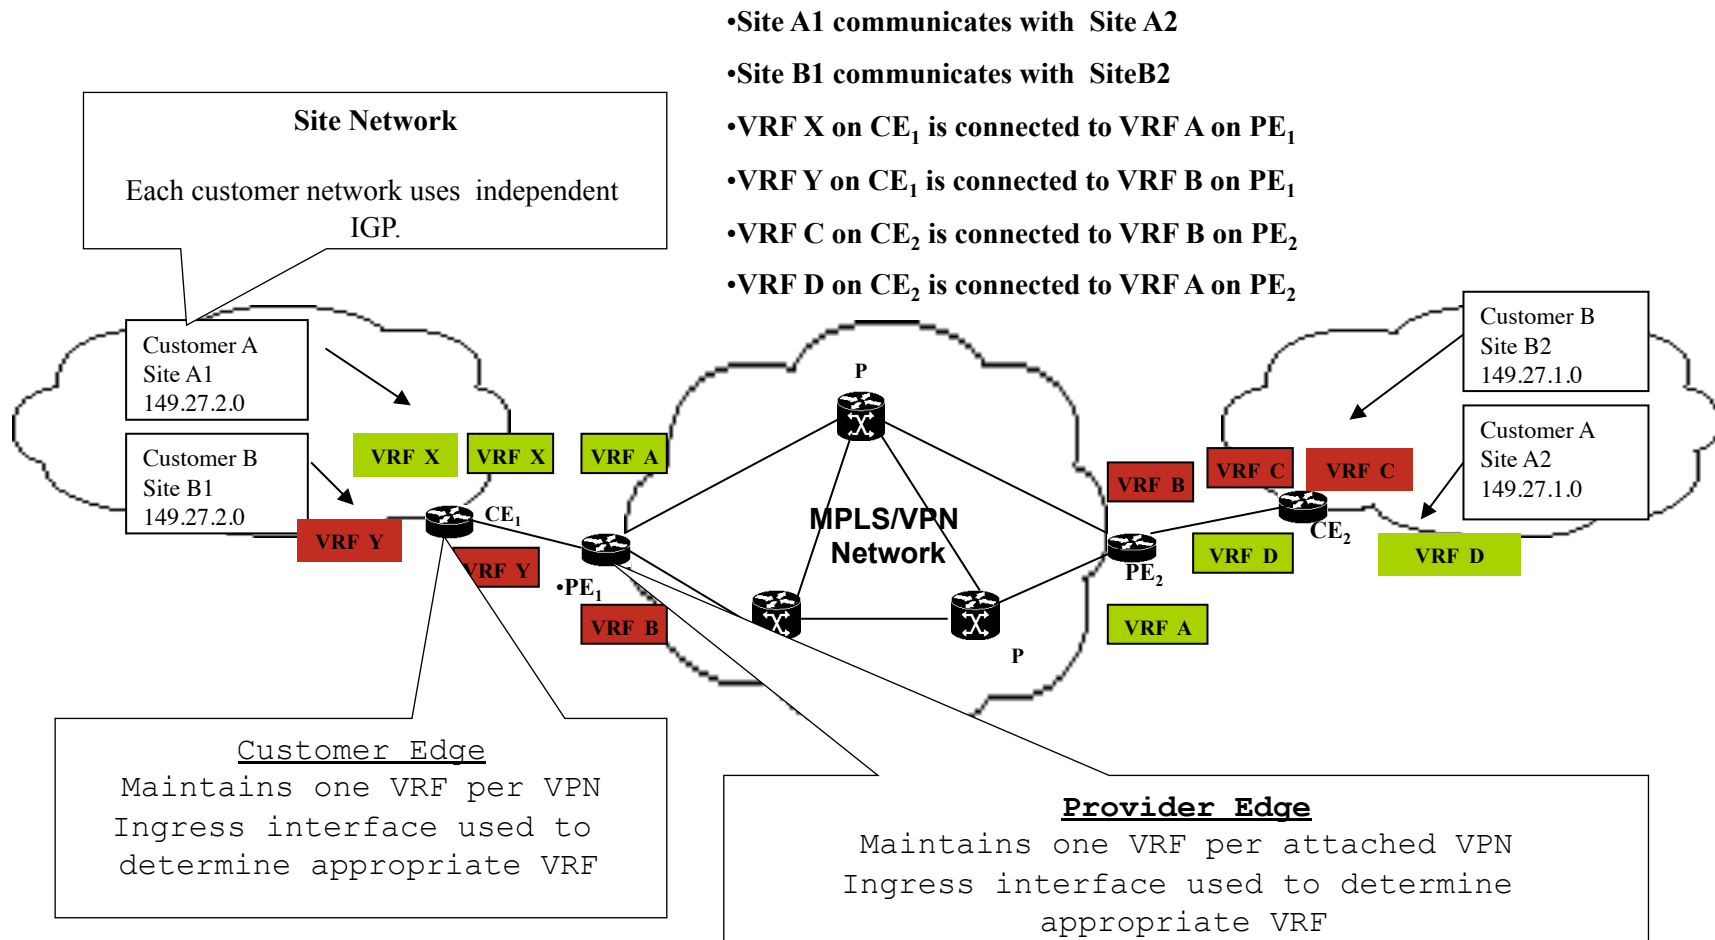 •Site A1 communicates with  Site A2
•Site B1 communicates with  SiteB2
•VRF X on CE1 is connected to VRF A on PE1
•VRF Y on CE1 is connected to VRF B on PE1
•VRF C on CE2 is connected to VRF B on PE2
•VRF D on CE2 is connected to VRF A on PE2
Site Network
Each customer network uses  independent
IGP.
Customer A
Site A1
149.27.2.0
Customer B
Site B1
149.27.2.0
VRF X
VRF X
VRF A
VRF Y
CE1
VRF Y
•PE1
VRF B
P
MPLS/VPN
Network
P
VRF B
VRF C
VRF C
PE2
VRF D
CE2
VRF D
VRF A
Customer B
Site B2
149.27.1.0
Customer A
Site A2
149.27.1.0
Customer Edge
Maintains one VRF per VPN
Ingress interface used to
determine appropriate VRF
Provider Edge
Maintains one VRF per attached VPN
Ingress interface used to determine
appropriate VRF